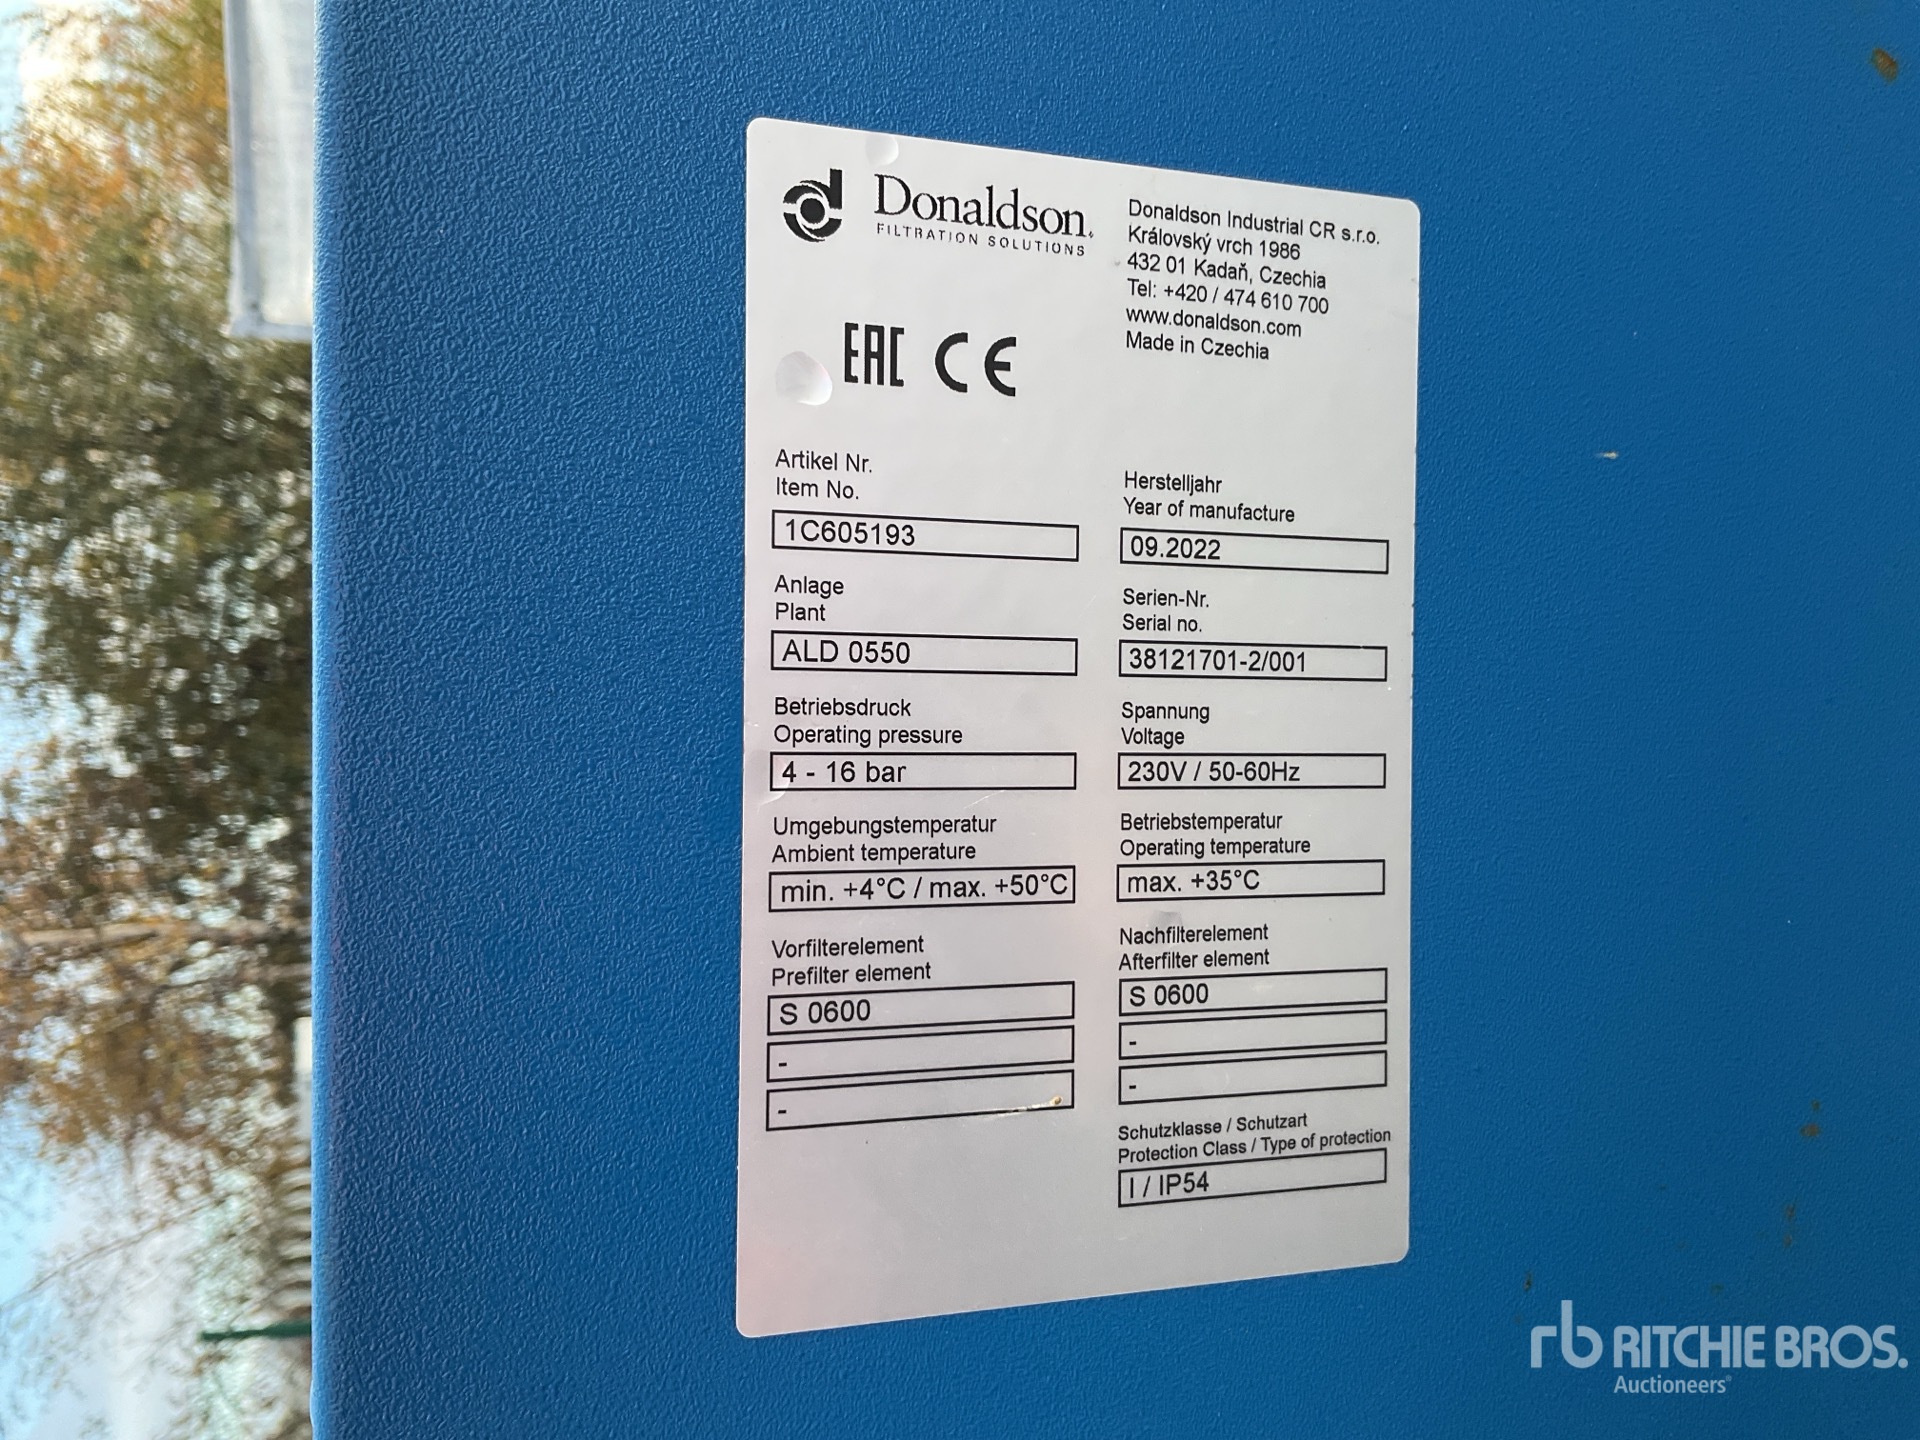 Donaldson.
FILTRATION SOLUTIONS
Donaldson Industrial CR s.r.o.
Královský vrch 1986
432 01 Kadaň, Czechia
Tel: +420 / 474 610 700
www.donaldson.com
Made in Czechia
EAC CE
Artikel Nr.
Item No.
1C605193
Herstelljahr
Year of manufacture
09.2022
Anlage
Plant
ALD 0550
Serien-Nr.
Serial no.
38121701-2/001
Betriebsdruck
Operating pressure
4 - 16 bar
Spannung
Voltage
230V / 50-60Hz
Umgebungstemperatur
Ambient temperature
min. +4°C / max. +50°C
Betriebstemperatur
Operating temperature
max. +35°C
Vorfilterelement
Prefilter element
S 0600
-
-
Nachfilterelement
Afterfilter element
S 0600
-
-
Schutzklasse / Schutzart
Protection Class / Type of protection
I / IP54
rb RITCHIE BROS.
Auctioneers®